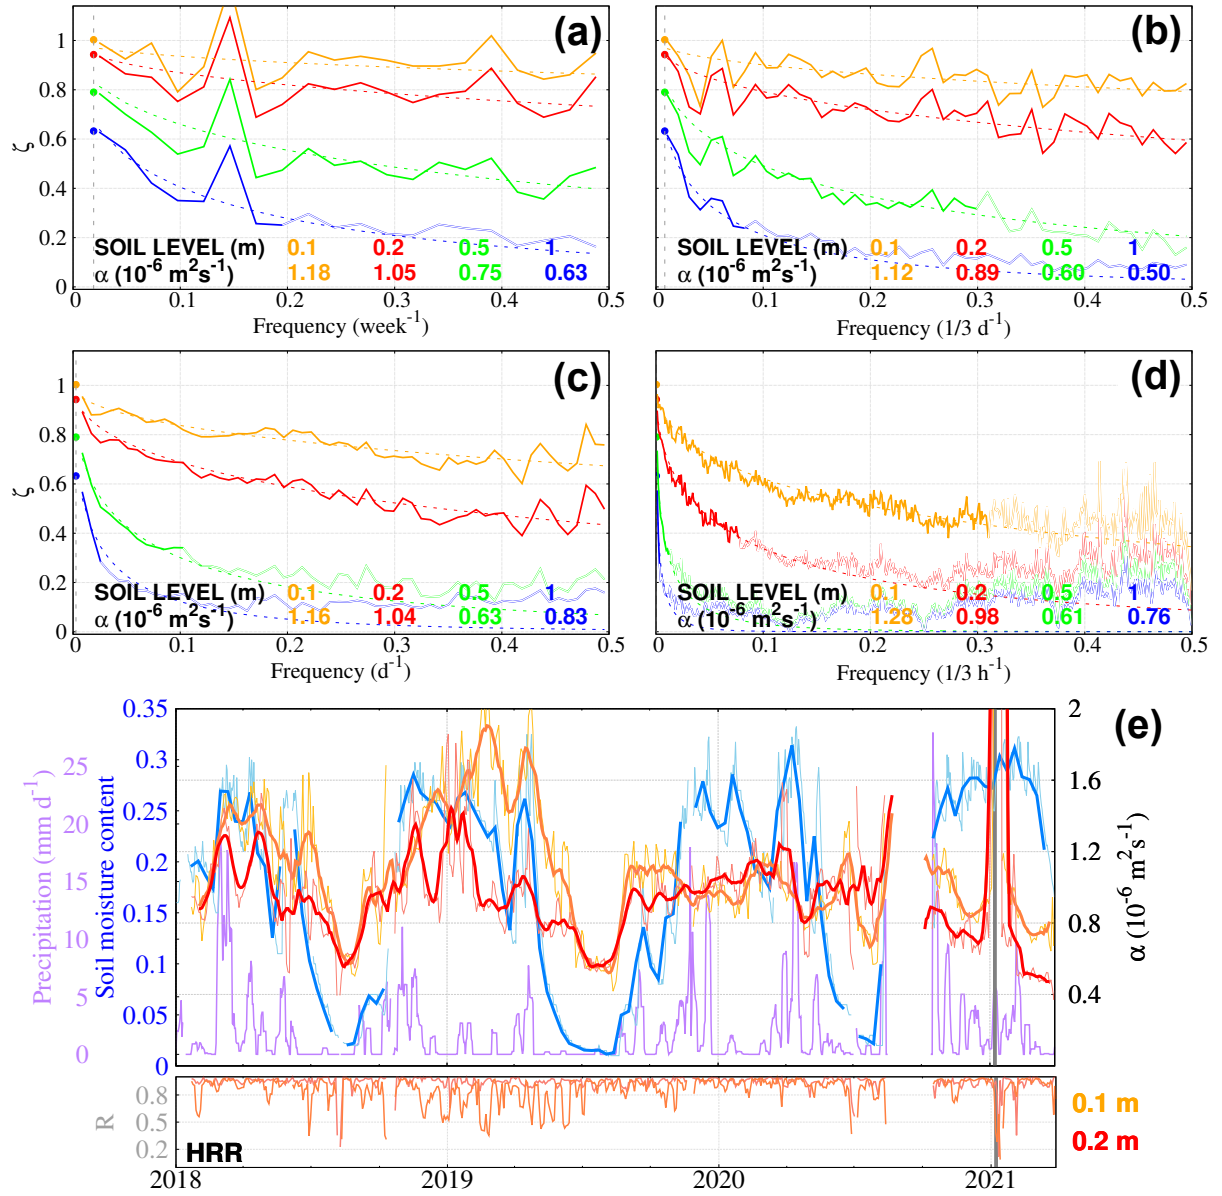 (a)
1
0.8
0.6
0.4
0.2
0
ζ
SOIL LEVEL (m) 0.1 0.2 0.5 1
α (10⁻⁶ m²s⁻¹) 1.18 1.05 0.75 0.63
0 0.1 0.2 0.3 0.4 0.5
Frequency (week⁻¹)
(b)
SOIL LEVEL (m) 0.1 0.2 0.5 1
α (10⁻⁶ m²s⁻¹) 1.12 0.89 0.60 0.50
0 0.1 0.2 0.3 0.4 0.5
Frequency (1/3 d⁻¹)
(c)
1
0.8
0.6
0.4
0.2
0
ζ
SOIL LEVEL (m) 0.1 0.2 0.5 1
α (10⁻⁶ m²s⁻¹) 1.16 1.04 0.63 0.83
0 0.1 0.2 0.3 0.4 0.5
Frequency (d⁻¹)
(d)
SOIL LEVEL (m) 0.1 0.2 0.5 1
α (10⁻⁶ m²s⁻¹) 1.28 0.98 0.61 0.76
0 0.1 0.2 0.3 0.4 0.5
Frequency (1/3 h⁻¹)
(e)
Precipitation (mm d⁻¹)
25
20
15
10
5
0
Soil moisture content
0.35
0.3
0.25
0.2
0.15
0.1
0.05
0
2
1.6
1.2
0.8
0.4
α (10⁻⁶ m²s⁻¹)
R
0.8
0.5
0.2
HRR
0.1 m
0.2 m
2018 2019 2020 2021